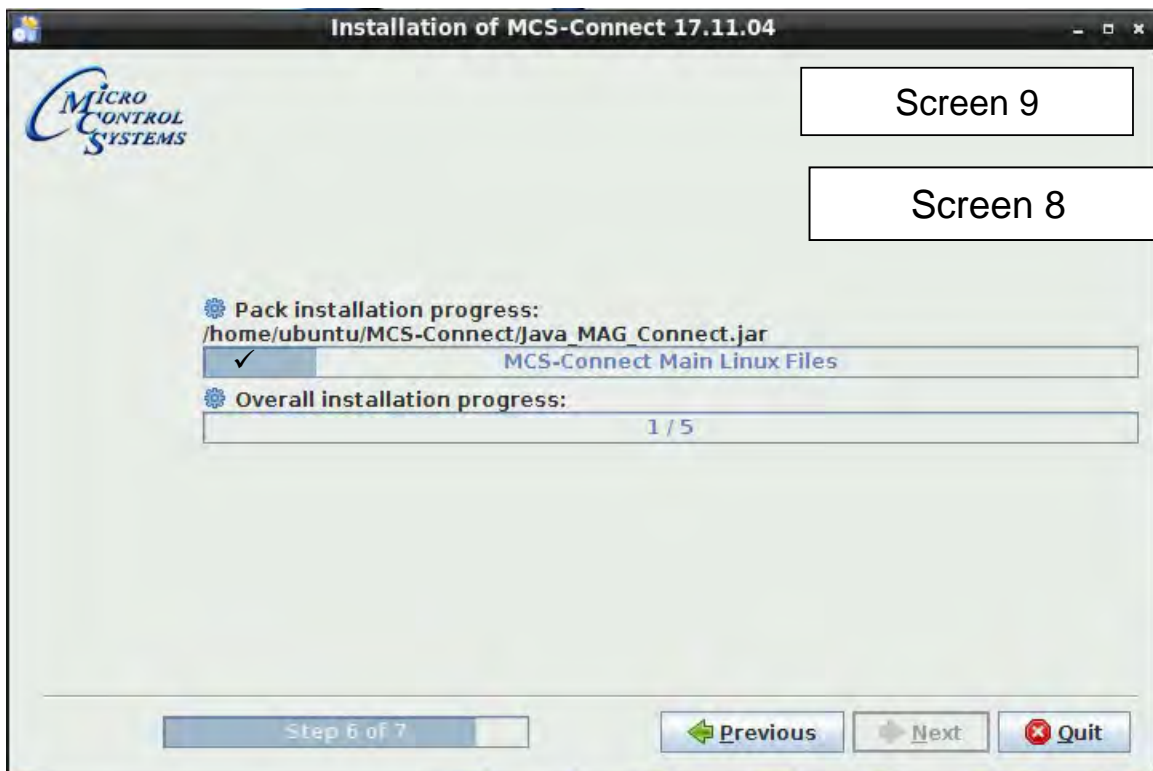 Installation of MCS-Connect 17.11.04
MICRO
CONTROL
SYSTEMS
Screen 9
Screen 8
Pack installation progress:
/home/ubuntu/MCS-Connect/Java_MAG_Connect.jar
✓ MCS-Connect Main Linux Files
Overall installation progress:
1 / 5
Step 6 of 7
Previous
Next
Quit